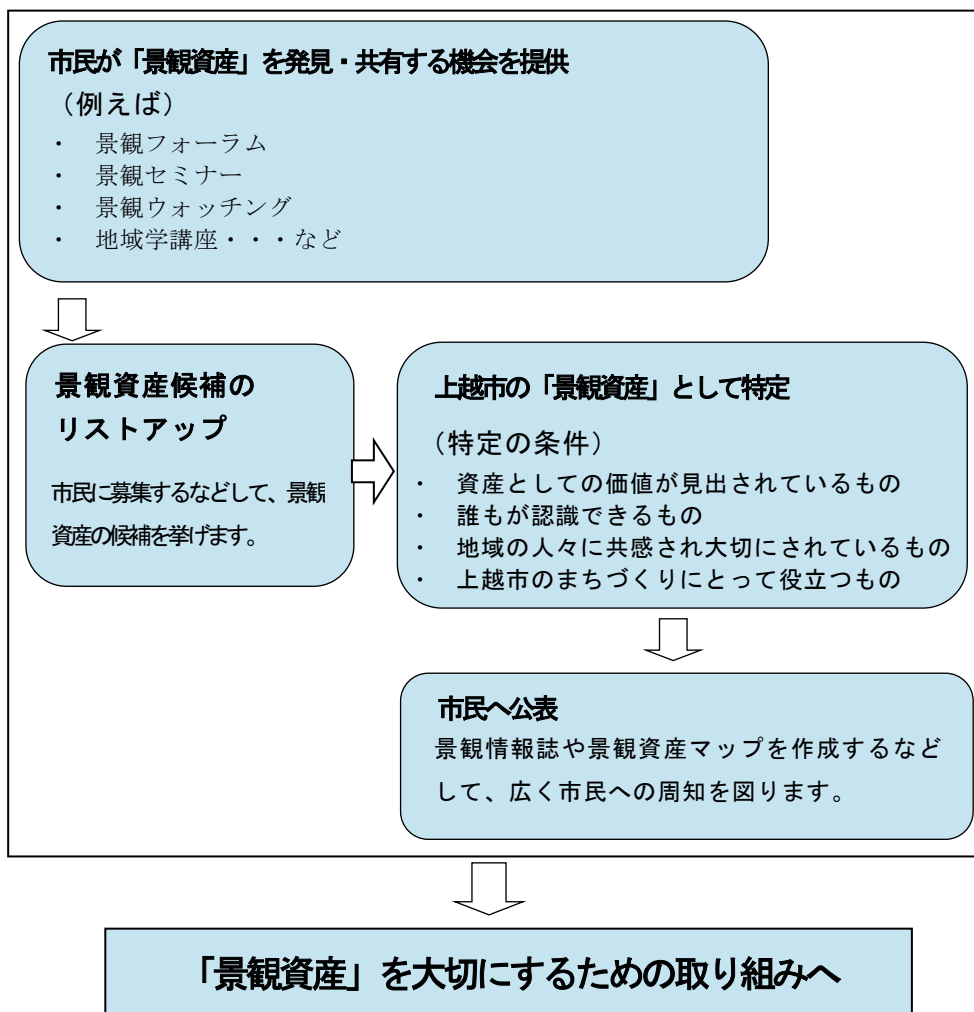 市民が「景観資産」を発見・共有する機会を提供
（例えば）
・　景観フォーラム
・　景観セミナー
・　景観ウォッチング
・　地域学講座・・・など
景観資産候補の
リストアップ
市民に募集するなどして、景観
資産の候補を挙げます。
上越市の「景観資産」として特定
（特定の条件）
・　資産としての価値が見出されているもの
・　誰もが認識できるもの
・　地域の人々に共感され大切にされているもの
・　上越市のまちづくりにとって役立つもの
市民へ公表
景観情報誌や景観資産マップを作成するなど
して、広く市民への周知を図ります。
「景観資産」を大切にするための取り組みへ